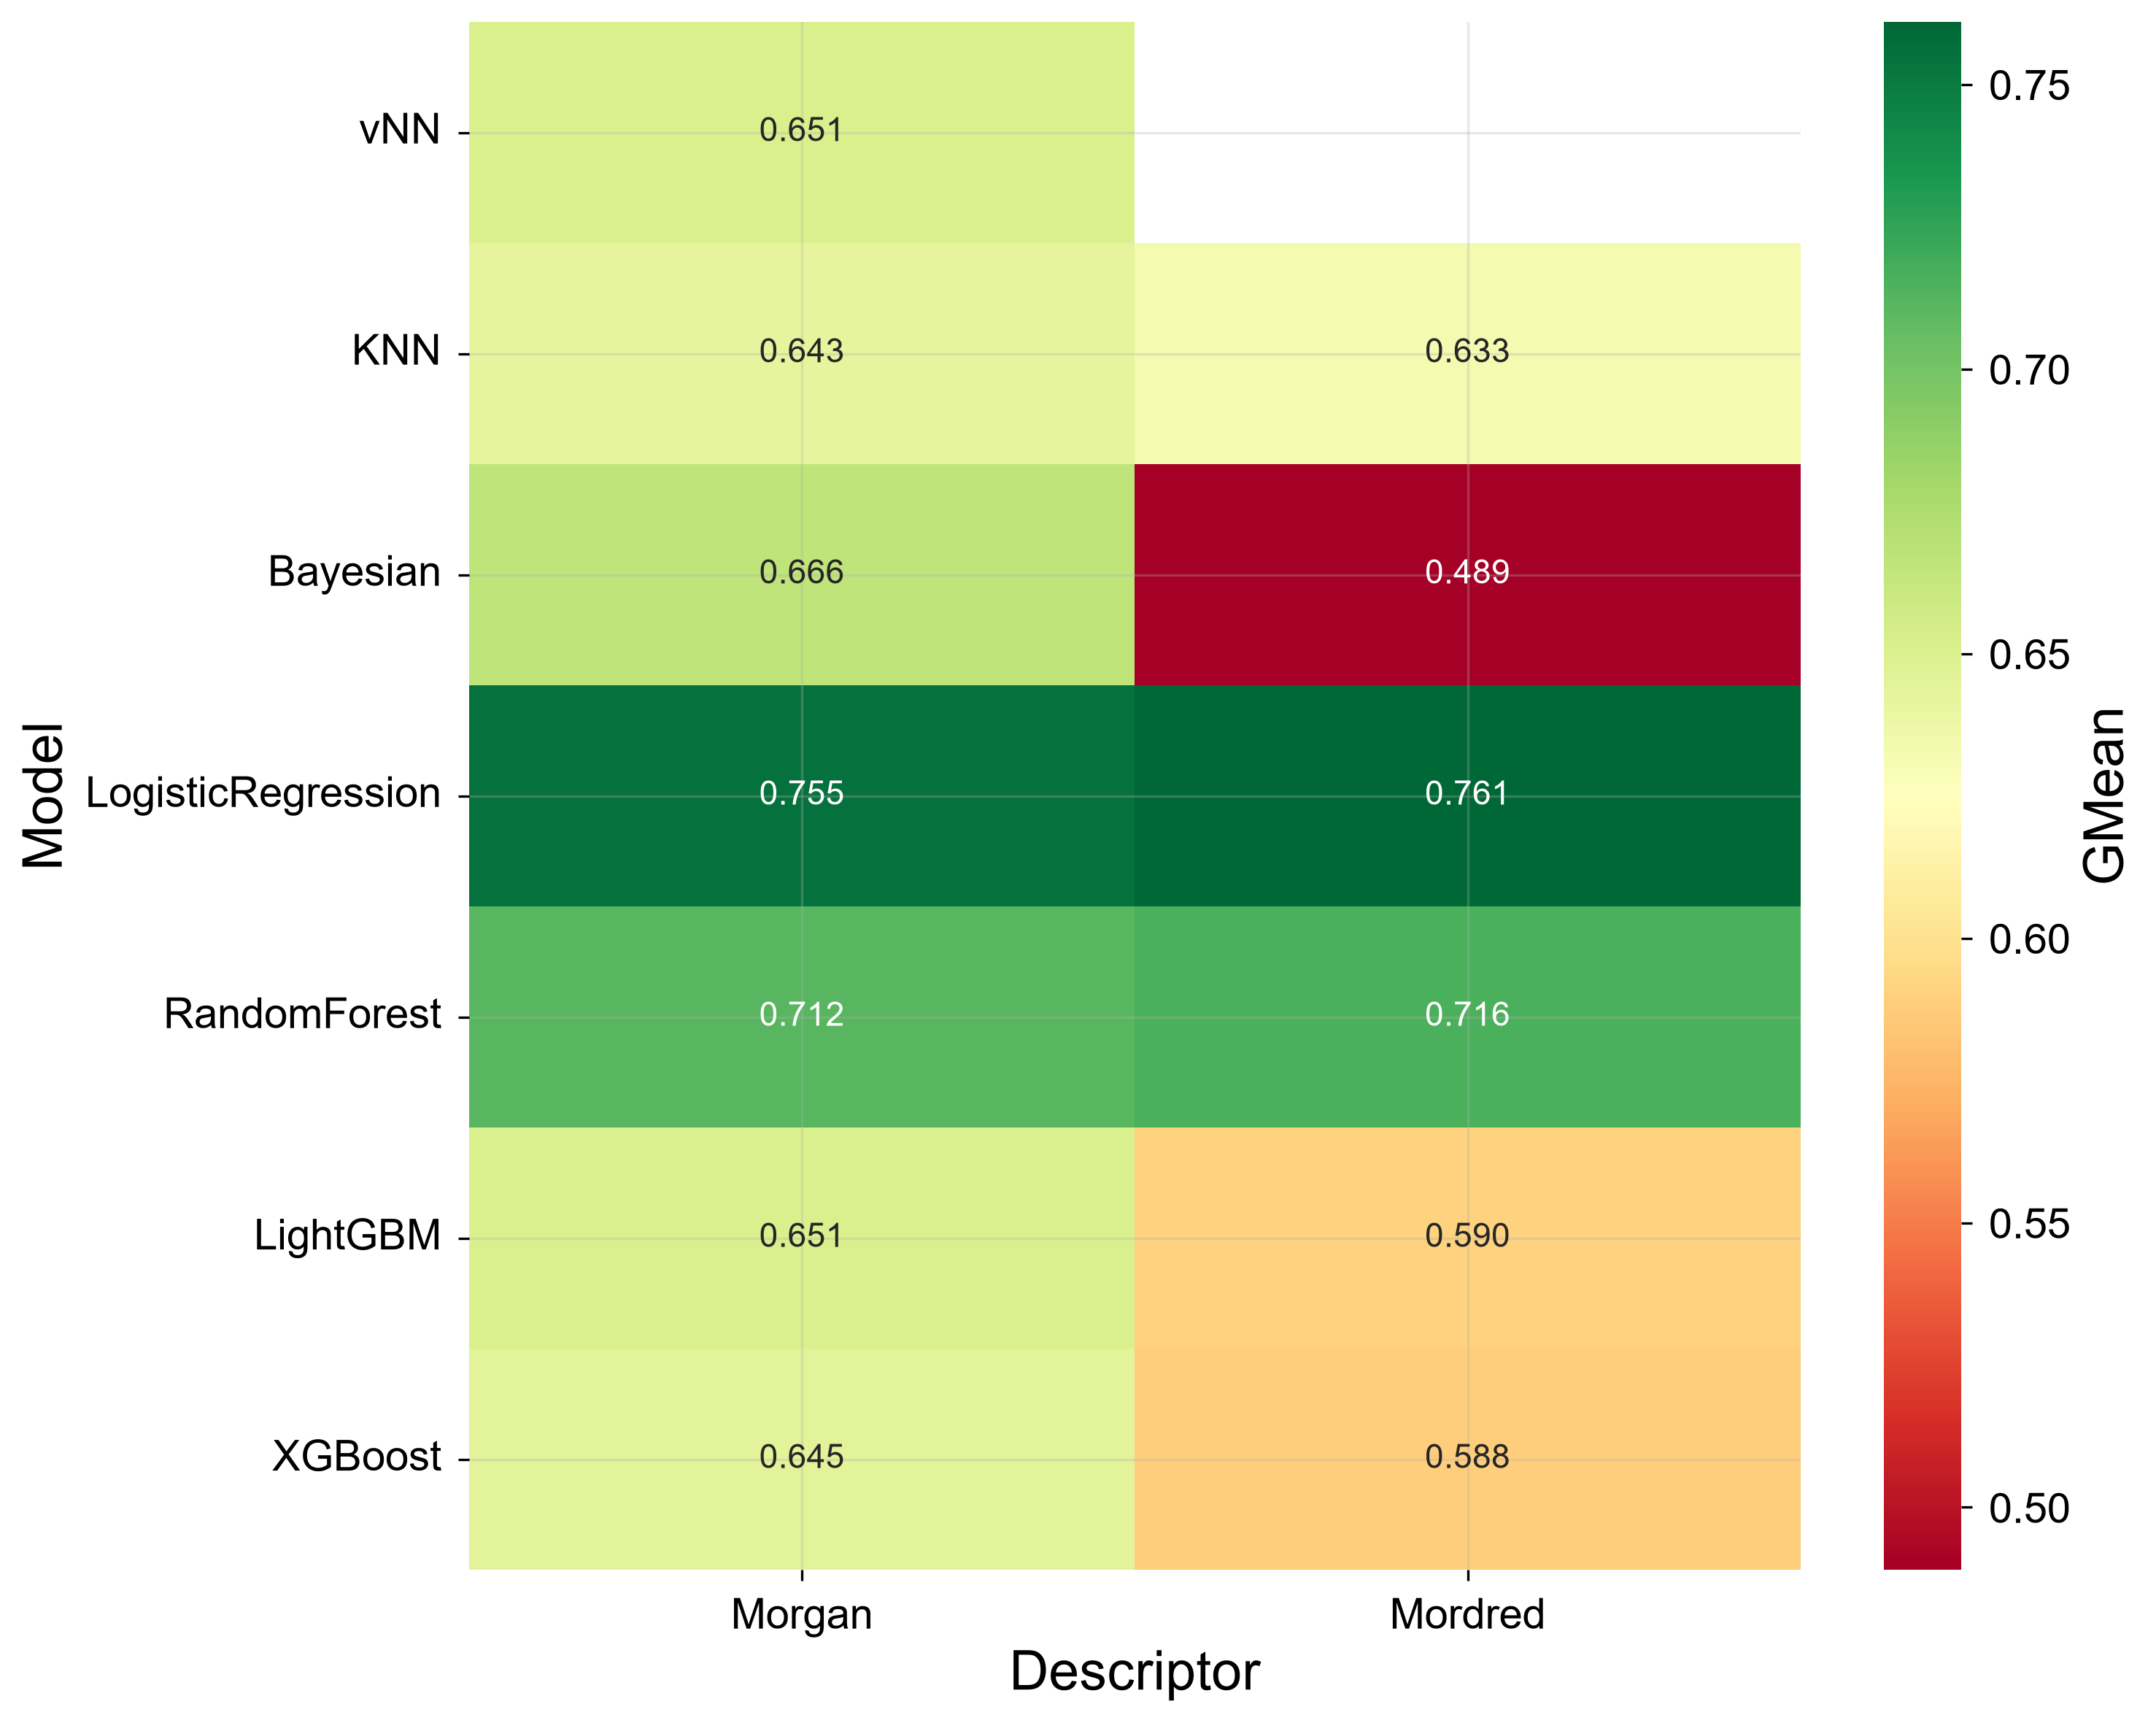 Model
vNN
0.651
KNN
0.643 0.633
Bayesian
0.666 0.489
LogisticRegression
0.755 0.761
RandomForest
0.712 0.716
LightGBM
0.651 0.590
XGBoost
0.645 0.588
Morgan Mordred
Descriptor
0.75
0.70
0.65
0.60
0.55
0.50
GMean